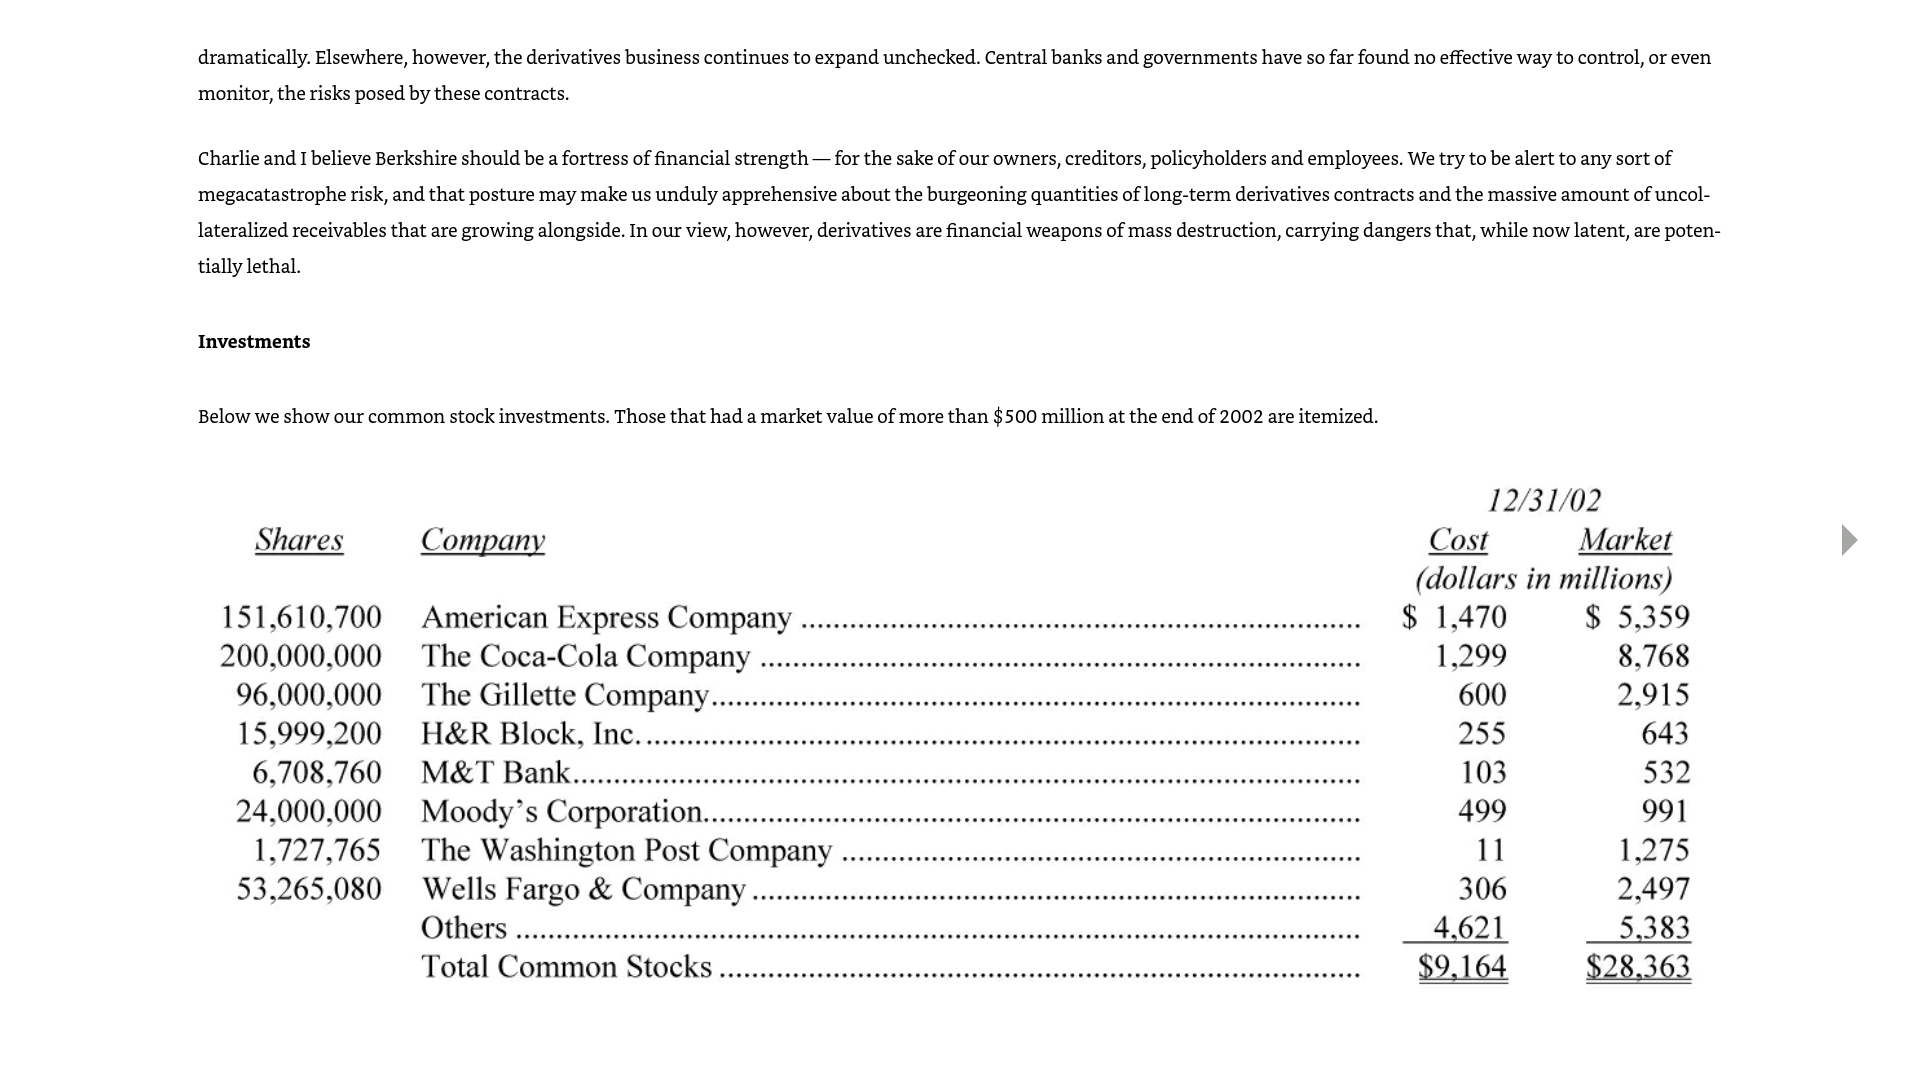 dramatically. Elsewhere, however, the derivatives business continues to expand unchecked. Central banks and governments have so far found no effective way to control, or even
monitor, the risks posed by these contracts.
Charlie and I believe Berkshire should be a fortress of financial strength — for the sake of our owners, creditors, policyholders and employees. We try to be alert to any sort of
megacatastrophe risk, and that posture may make us unduly apprehensive about the burgeoning quantities of long-term derivatives contracts and the massive amount of uncol-
lateralized receivables that are growing alongside. In our view, however, derivatives are financial weapons of mass destruction, carrying dangers that, while now latent, are poten-
tially lethal.
Investments
Below we show our common stock investments. Those that had a market value of more than $500 million at the end of 2002 are itemized.
12/31/02
Shares Company Cost Market
(dollars in millions)
151,610,700 American Express Company ........ $ 1,470 $ 5,359
200,000,000 The Coca-Cola Company ........ 1,299 8,768
96,000,000 The Gillette Company........ 600 2,915
15,999,200 H&R Block, Inc. ........ 255 643
6,708,760 M&T Bank........ 103 532
24,000,000 Moody’s Corporation........ 499 991
1,727,765 The Washington Post Company ........ 11 1,275
53,265,080 Wells Fargo & Company ........ 306 2,497
Others ........ 4,621 5,383
Total Common Stocks ........ $9,164 $28,363